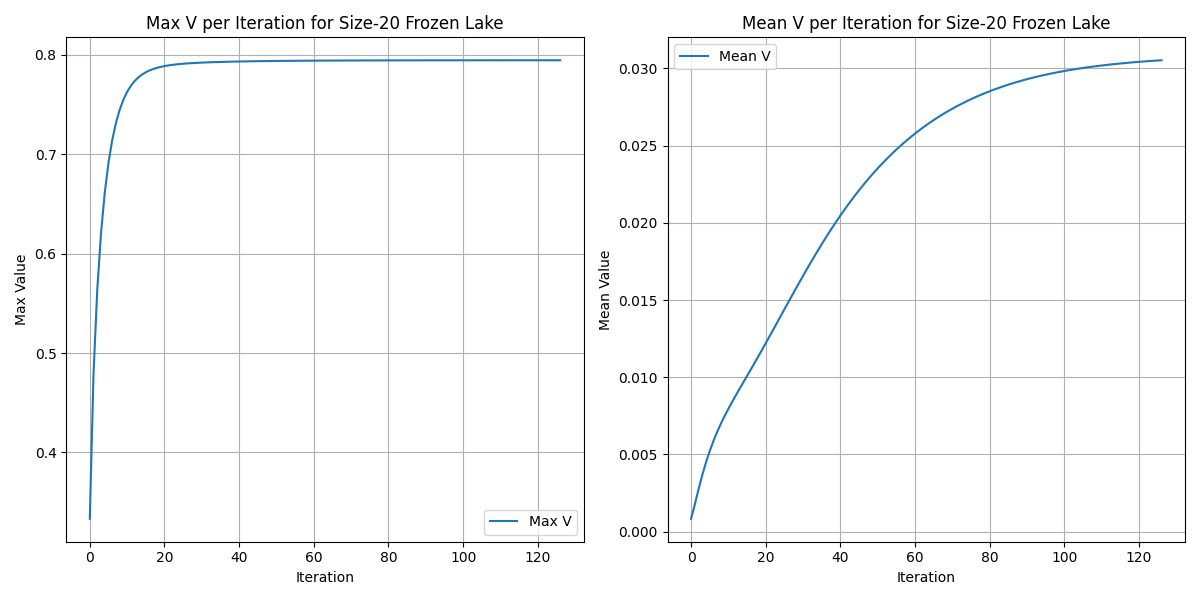 Max V per Iteration for Size-20 Frozen Lake
Max Value
0.8
0.7
0.6
0.5
0.4
Max V
0 20 40 60 80 100 120
Iteration
Mean V per Iteration for Size-20 Frozen Lake
Mean V
Mean Value
0.030
0.025
0.020
0.015
0.010
0.005
0.000
0 20 40 60 80 100 120
Iteration